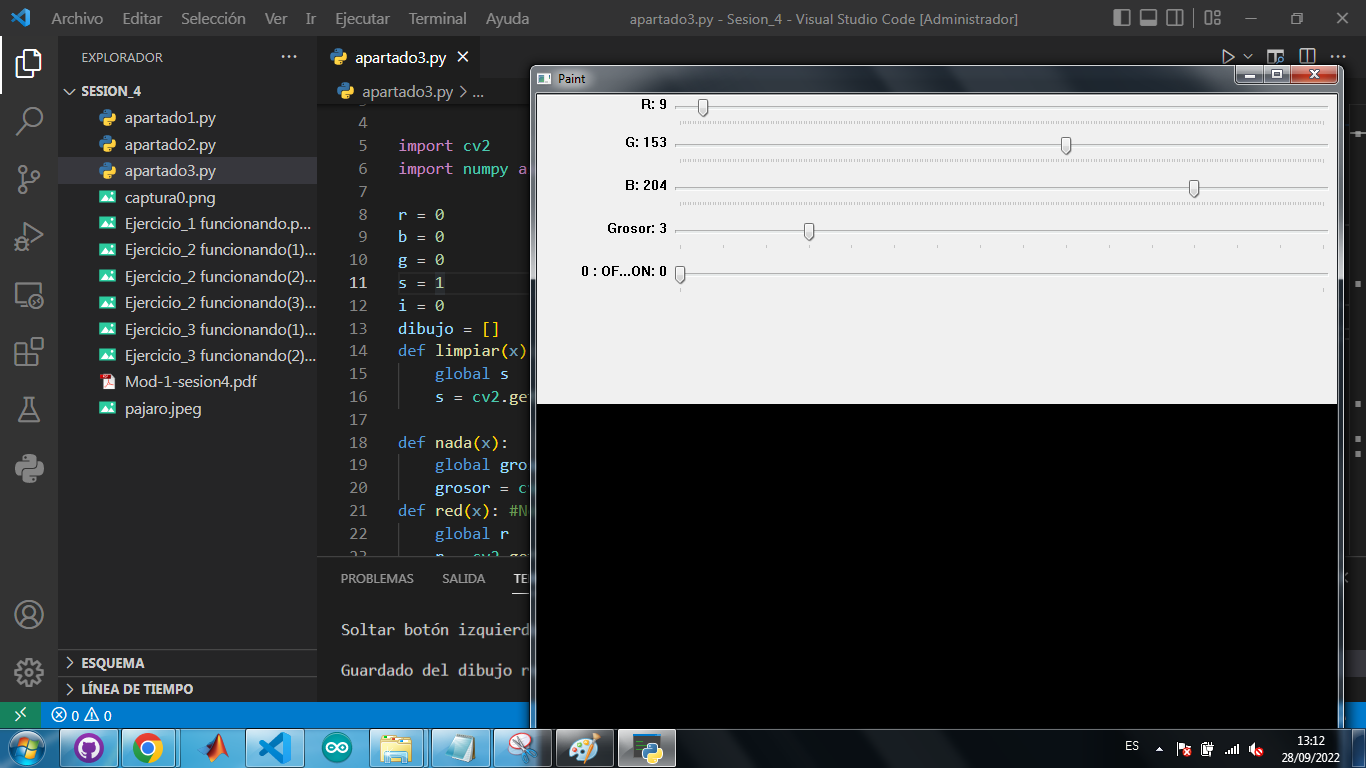 Archivo Editar Selección Ver Ir Ejecutar Terminal Ayuda apartado3.py - Sesion_4 - Visual Studio Code [Administrador]
EXPLORADOR
SESION_4
apartado1.py
apartado2.py
apartado3.py
captura0.png
Ejercicio_1 funcionando.p...
Ejercicio_2 funcionando(1)...
Ejercicio_2 funcionando(2)...
Ejercicio_2 funcionando(3)...
Ejercicio_3 funcionando(1)...
Ejercicio_3 funcionando(2)...
Mod-1-sesion4.pdf
pajaro.jpeg
ESQUEMA
LÍNEA DE TIEMPO
apartado3.py
apartado3.py > ...
4
5 import cv2
6 import numpy a
7
8 r = 0
9 b = 0
10 g = 0
11 s = 1
12 i = 0
13 dibujo = []
14 def limpiar(x)
15 global s
16 s = cv2.ge
17
18 def nada(x):
19 global gro
20 grosor = c
21 def red(x): #N
22 global r
PROBLEMAS SALIDA TE
Soltar botón izquierd
Guardado del dibujo r
Paint
R: 9
G: 153
B: 204
Grosor: 3
0 : OF...ON: 0
0 0
ES
13:12
28/09/2022